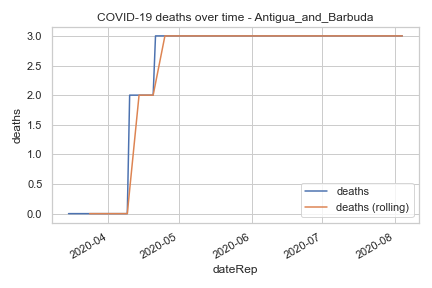 COVID-19 deaths over time - Antigua_and_Barbuda
deaths
3.0
2.5
2.0
1.5
1.0
0.5
0.0
deaths
deaths (rolling)
2020-04
2020-05
2020-06
2020-07
2020-08
dateRep